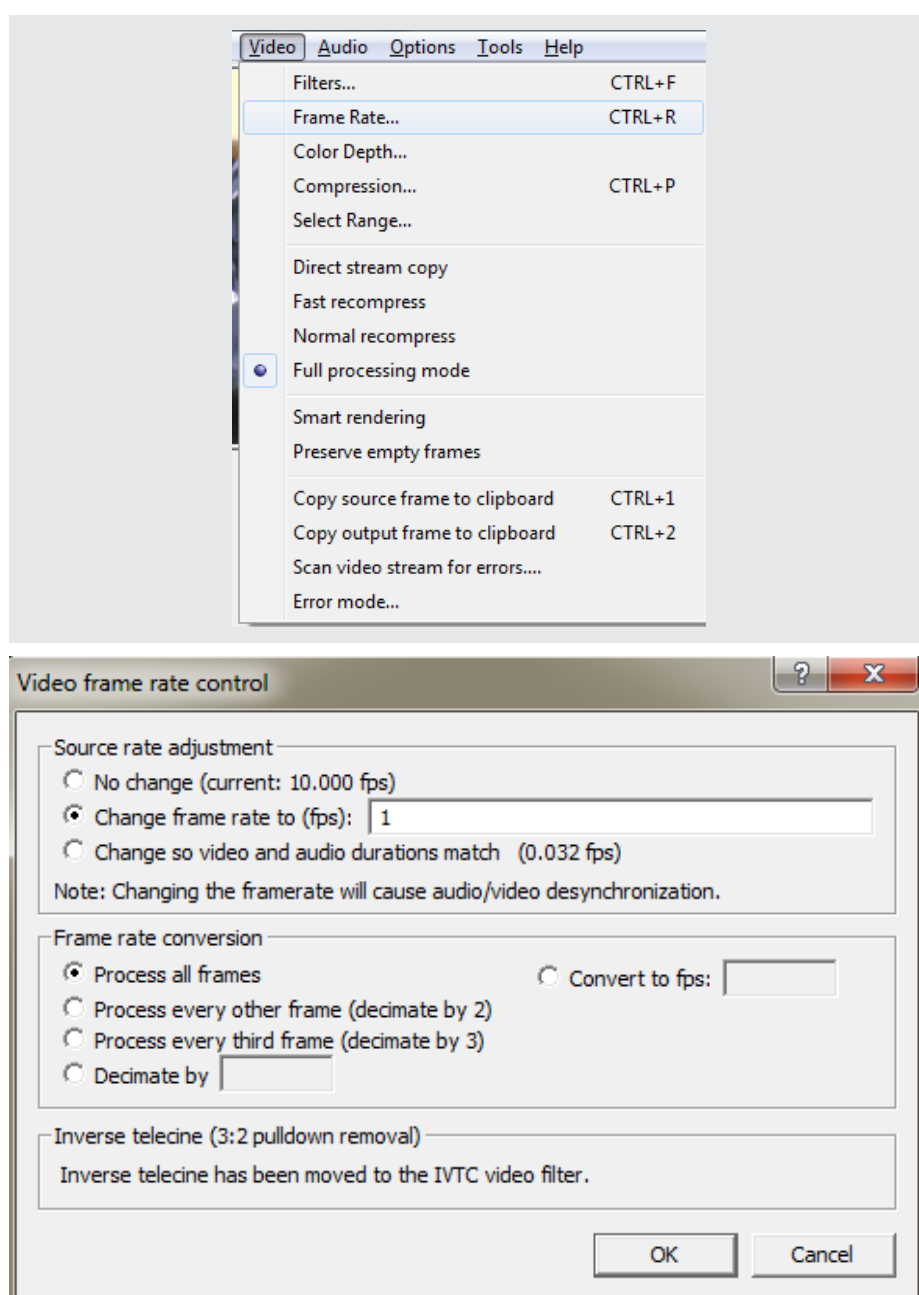 Video Audio Options Tools Help
Filters... CTRL+F
Frame Rate... CTRL+R
Color Depth...
Compression... CTRL+P
Select Range...
Direct stream copy
Fast recompress
Normal recompress
Full processing mode
Smart rendering
Preserve empty frames
Copy source frame to clipboard CTRL+1
Copy output frame to clipboard CTRL+2
Scan video stream for errors....
Error mode...
Video frame rate control
Source rate adjustment
No change (current: 10.000 fps)
Change frame rate to (fps): 1
Change so video and audio durations match (0.032 fps)
Note: Changing the framerate will cause audio/video desynchronization.
Frame rate conversion
Process all frames Convert to fps:
Process every other frame (decimate by 2)
Process every third frame (decimate by 3)
Decimate by
Inverse telecine (3:2 pulldown removal)
Inverse telecine has been moved to the IVTC video filter.
OK Cancel